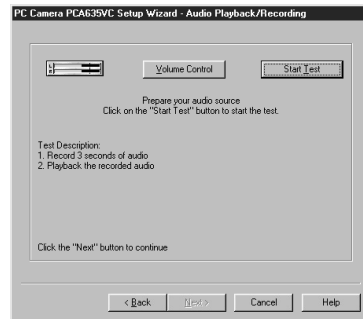 PC Camera PCA635VC Setup Wizard - Audio Playback/Recording
Volume Control
Start Test
Prepare your audio source
Click on the "Start Test" button to start the test.
Test Description:
1. Record 3 seconds of audio
2. Playback the recorded audio
Click the "Next" button to continue
< Back
Next >
Cancel
Help